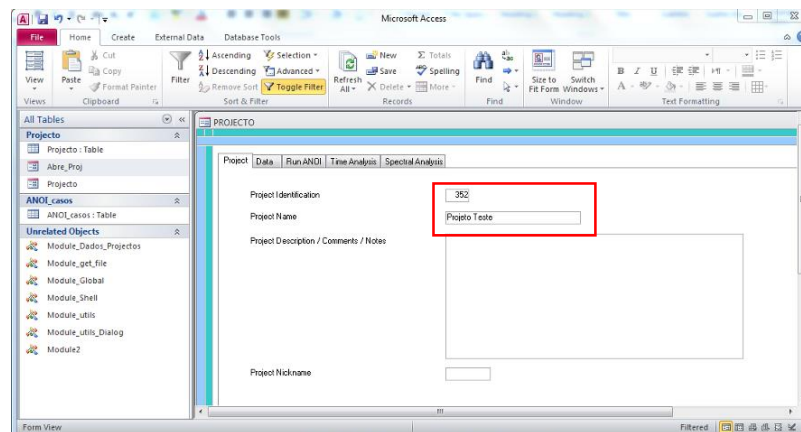 Microsoft Access
File Home Create External Data Database Tools
View
Views
Paste
Cut
Copy
Format Painter
Clipboard
Filter
Ascending
Descending
Remove Sort
Selection
Advanced
Toggle Filter
Sort & Filter
Refresh All
New
Save
Delete
Totals
Spelling
More
Records
Find
Find
Size to Fit Form
Switch Windows
Window
B I U
A
Text Formatting
All Tables
Projecto
Projecto : Table
Abre_Proj
Projecto
ANOI_casos
ANOI_casos : Table
Unrelated Objects
Module_Dados_Projectos
Module_get_file
Module_Global
Module_Shell
Module_utils
Module_utils_Dialog
Module2
PROJECTO
Project Data Run ANOI Time Analysis Spectral Analysis
Project Identification 352
Project Name Projeto Teste
Project Description / Comments / Notes
Project Nickname
Form View Filtered